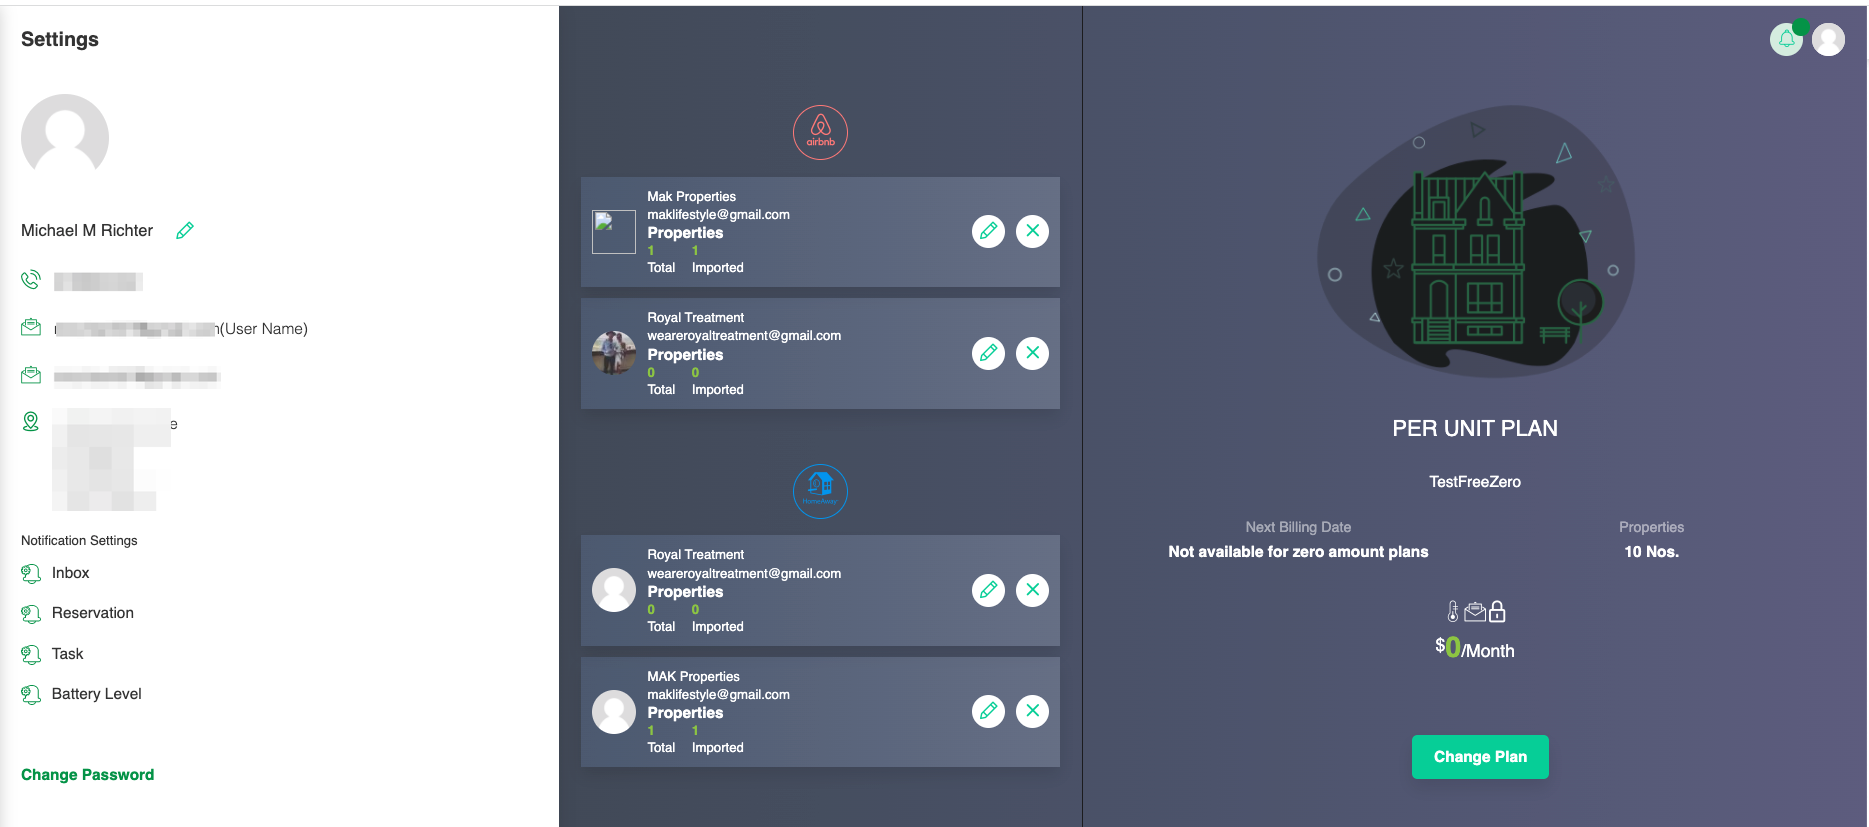 Settings
Michael M Richter
(User Name)
Notification Settings
Inbox
Reservation
Task
Battery Level
Change Password
airbnb
Mak Properties
maklifestyle@gmail.com
Properties
1 1
Total Imported
Royal Treatment
weareroyaltreatment@gmail.com
Properties
0 0
Total Imported
HomeAway
Royal Treatment
weareroyaltreatment@gmail.com
Properties
0 0
Total Imported
MAK Properties
maklifestyle@gmail.com
Properties
1 1
Total Imported
PER UNIT PLAN
TestFreeZero
Next Billing Date Properties
Not available for zero amount plans 10 Nos.
$0/Month
Change Plan